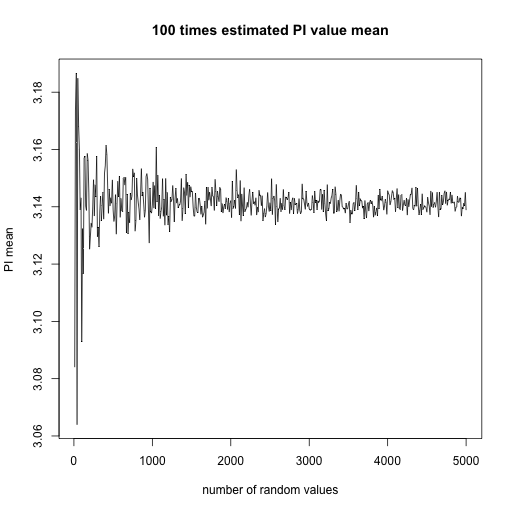 100 times estimated PI value mean
PI mean
3.18
3.16
3.14
3.12
3.10
3.08
3.06
0 1000 2000 3000 4000 5000
number of random values